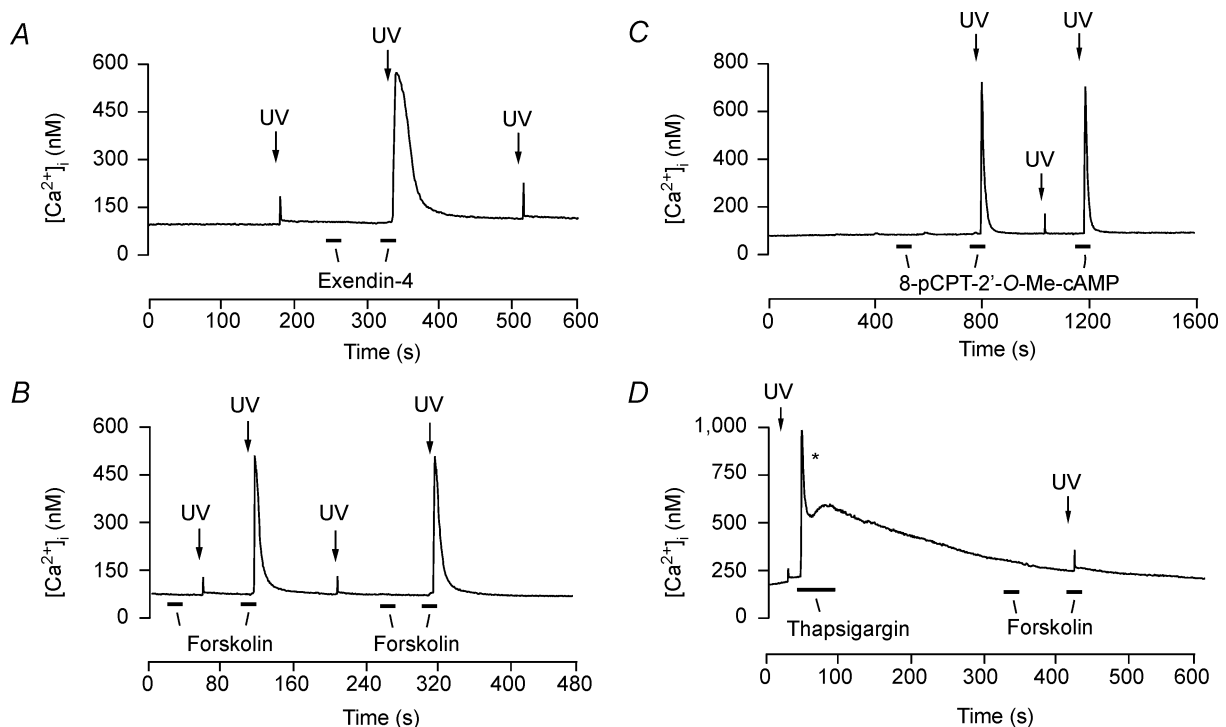 A
UV
UV
UV
600
450
300
150
0
[Ca²⁺]ᵢ (nM)
Exendin-4
0 100 200 300 400 500 600
Time (s)
B
UV
UV
UV
UV
600
450
300
150
0
[Ca²⁺]ᵢ (nM)
Forskolin
Forskolin
0 80 160 240 320 400 480
Time (s)
C
UV
UV
UV
800
600
400
200
0
[Ca²⁺]ᵢ (nM)
8-pCPT-2'-O-Me-cAMP
0 400 800 1200 1600
Time (s)
D
UV
UV
1,000
750
500
250
0
[Ca²⁺]ᵢ (nM)
*
Thapsigargin
Forskolin
0 100 200 300 400 500 600
Time (s)